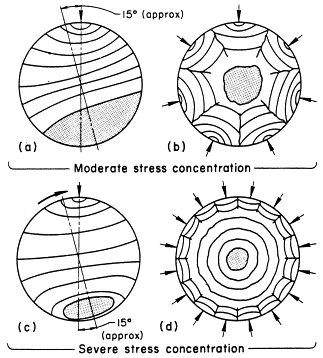 15° (approx)
(a)
(b)
Moderate stress concentration
(c)
15°
(approx)
(d)
Severe stress concentration